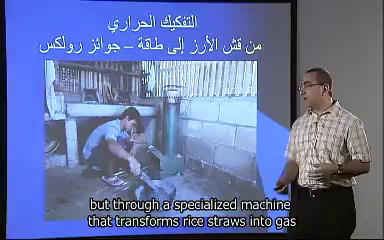 التفكيك الحراري
من قش الأرز إلى طاقة – جوائز رولكس
but through a specialized machine
that transforms rice straws into gas